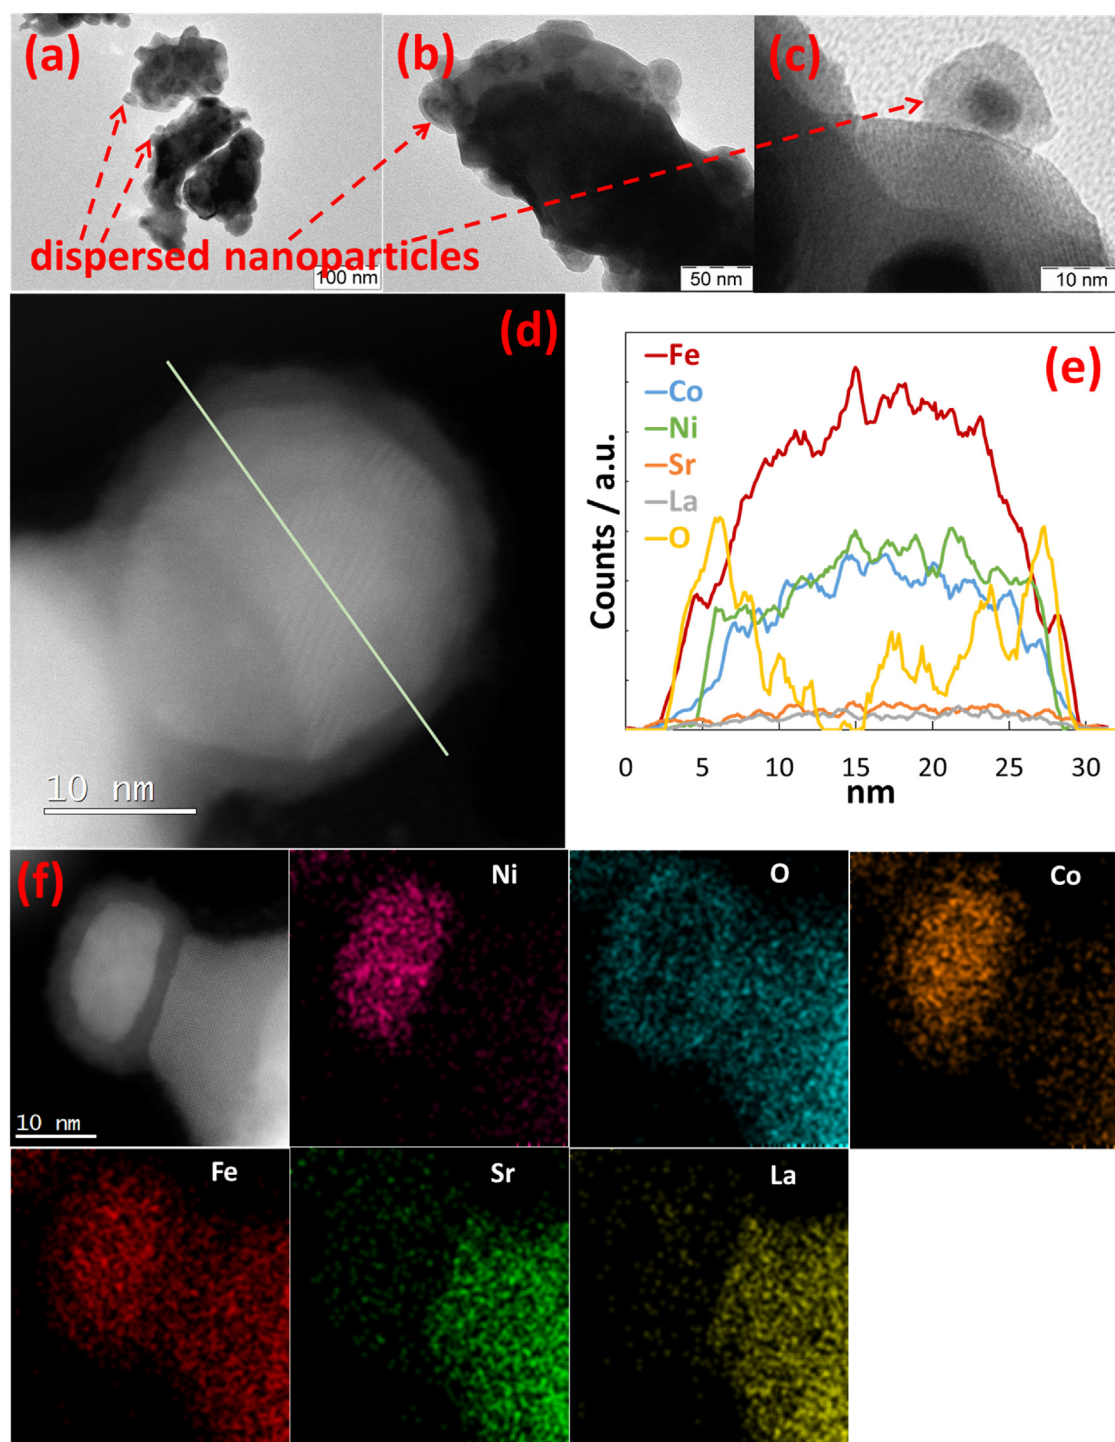 (a)
(b)
(c)
dispersed nanoparticles
100 nm
50 nm
10 nm
(d)
10 nm
(e)
Fe
Co
Ni
Sr
La
O
Counts / a.u.
0 5 10 15 20 25 30
nm
(f)
10 nm
Ni
O
Co
Fe
Sr
La